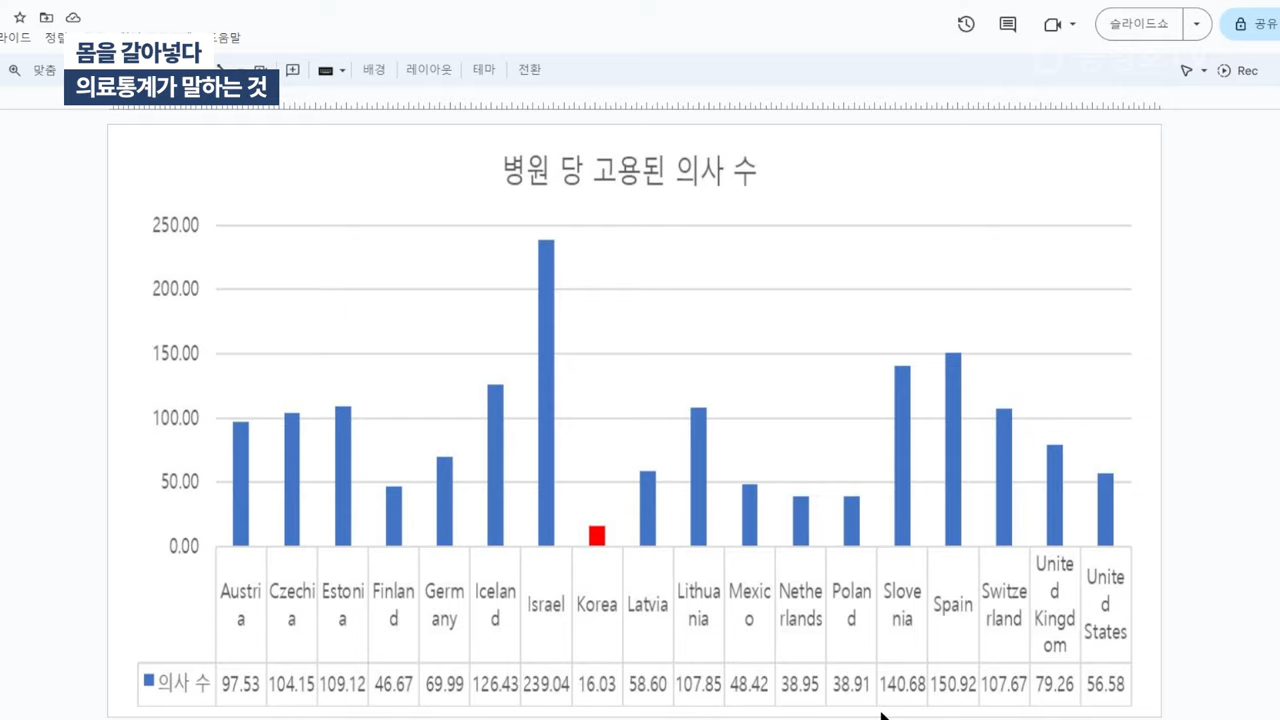 슬라이드쇼
공유
라이드
도움말
몸을 갈아넣다
의료통계가 말하는 것
맞춤
배경
레이아웃
테마
전환
Rec
병원 당 고용된 의사 수
250.00
200.00
150.00
100.00
50.00
0.00
Austri
a
Czechi
a
Estoni
a
Finlan
d
Germ
any
Icelan
d
Israel
Korea
Latvia
Lithua
nia
Mexic
o
Nethe
rlands
Polan
d
Slove
nia
Spain
Switze
rland
Unite
d
Kingd
om
Unite
d
States
의사 수 97.53 104.15 109.12 46.67 69.99 126.43 239.04 16.03 58.60 107.85 48.42 38.95 38.91 140.68 150.92 107.67 79.26 56.58